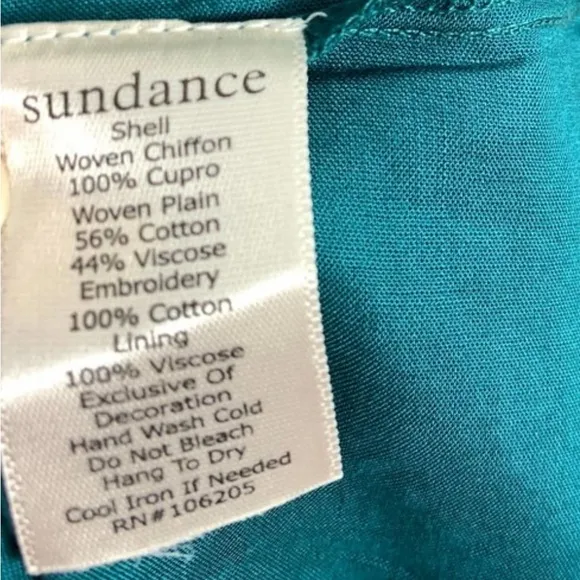 sundance
Shell
Woven Chiffon
100% Cupro
Woven Plain
56% Cotton
44% Viscose
Embroidery
100% Cotton
Lining
100% Viscose
Exclusive Of
Decoration
Hand Wash Cold
Do Not Bleach
Hang To Dry
Cool Iron If Needed
RN#106205